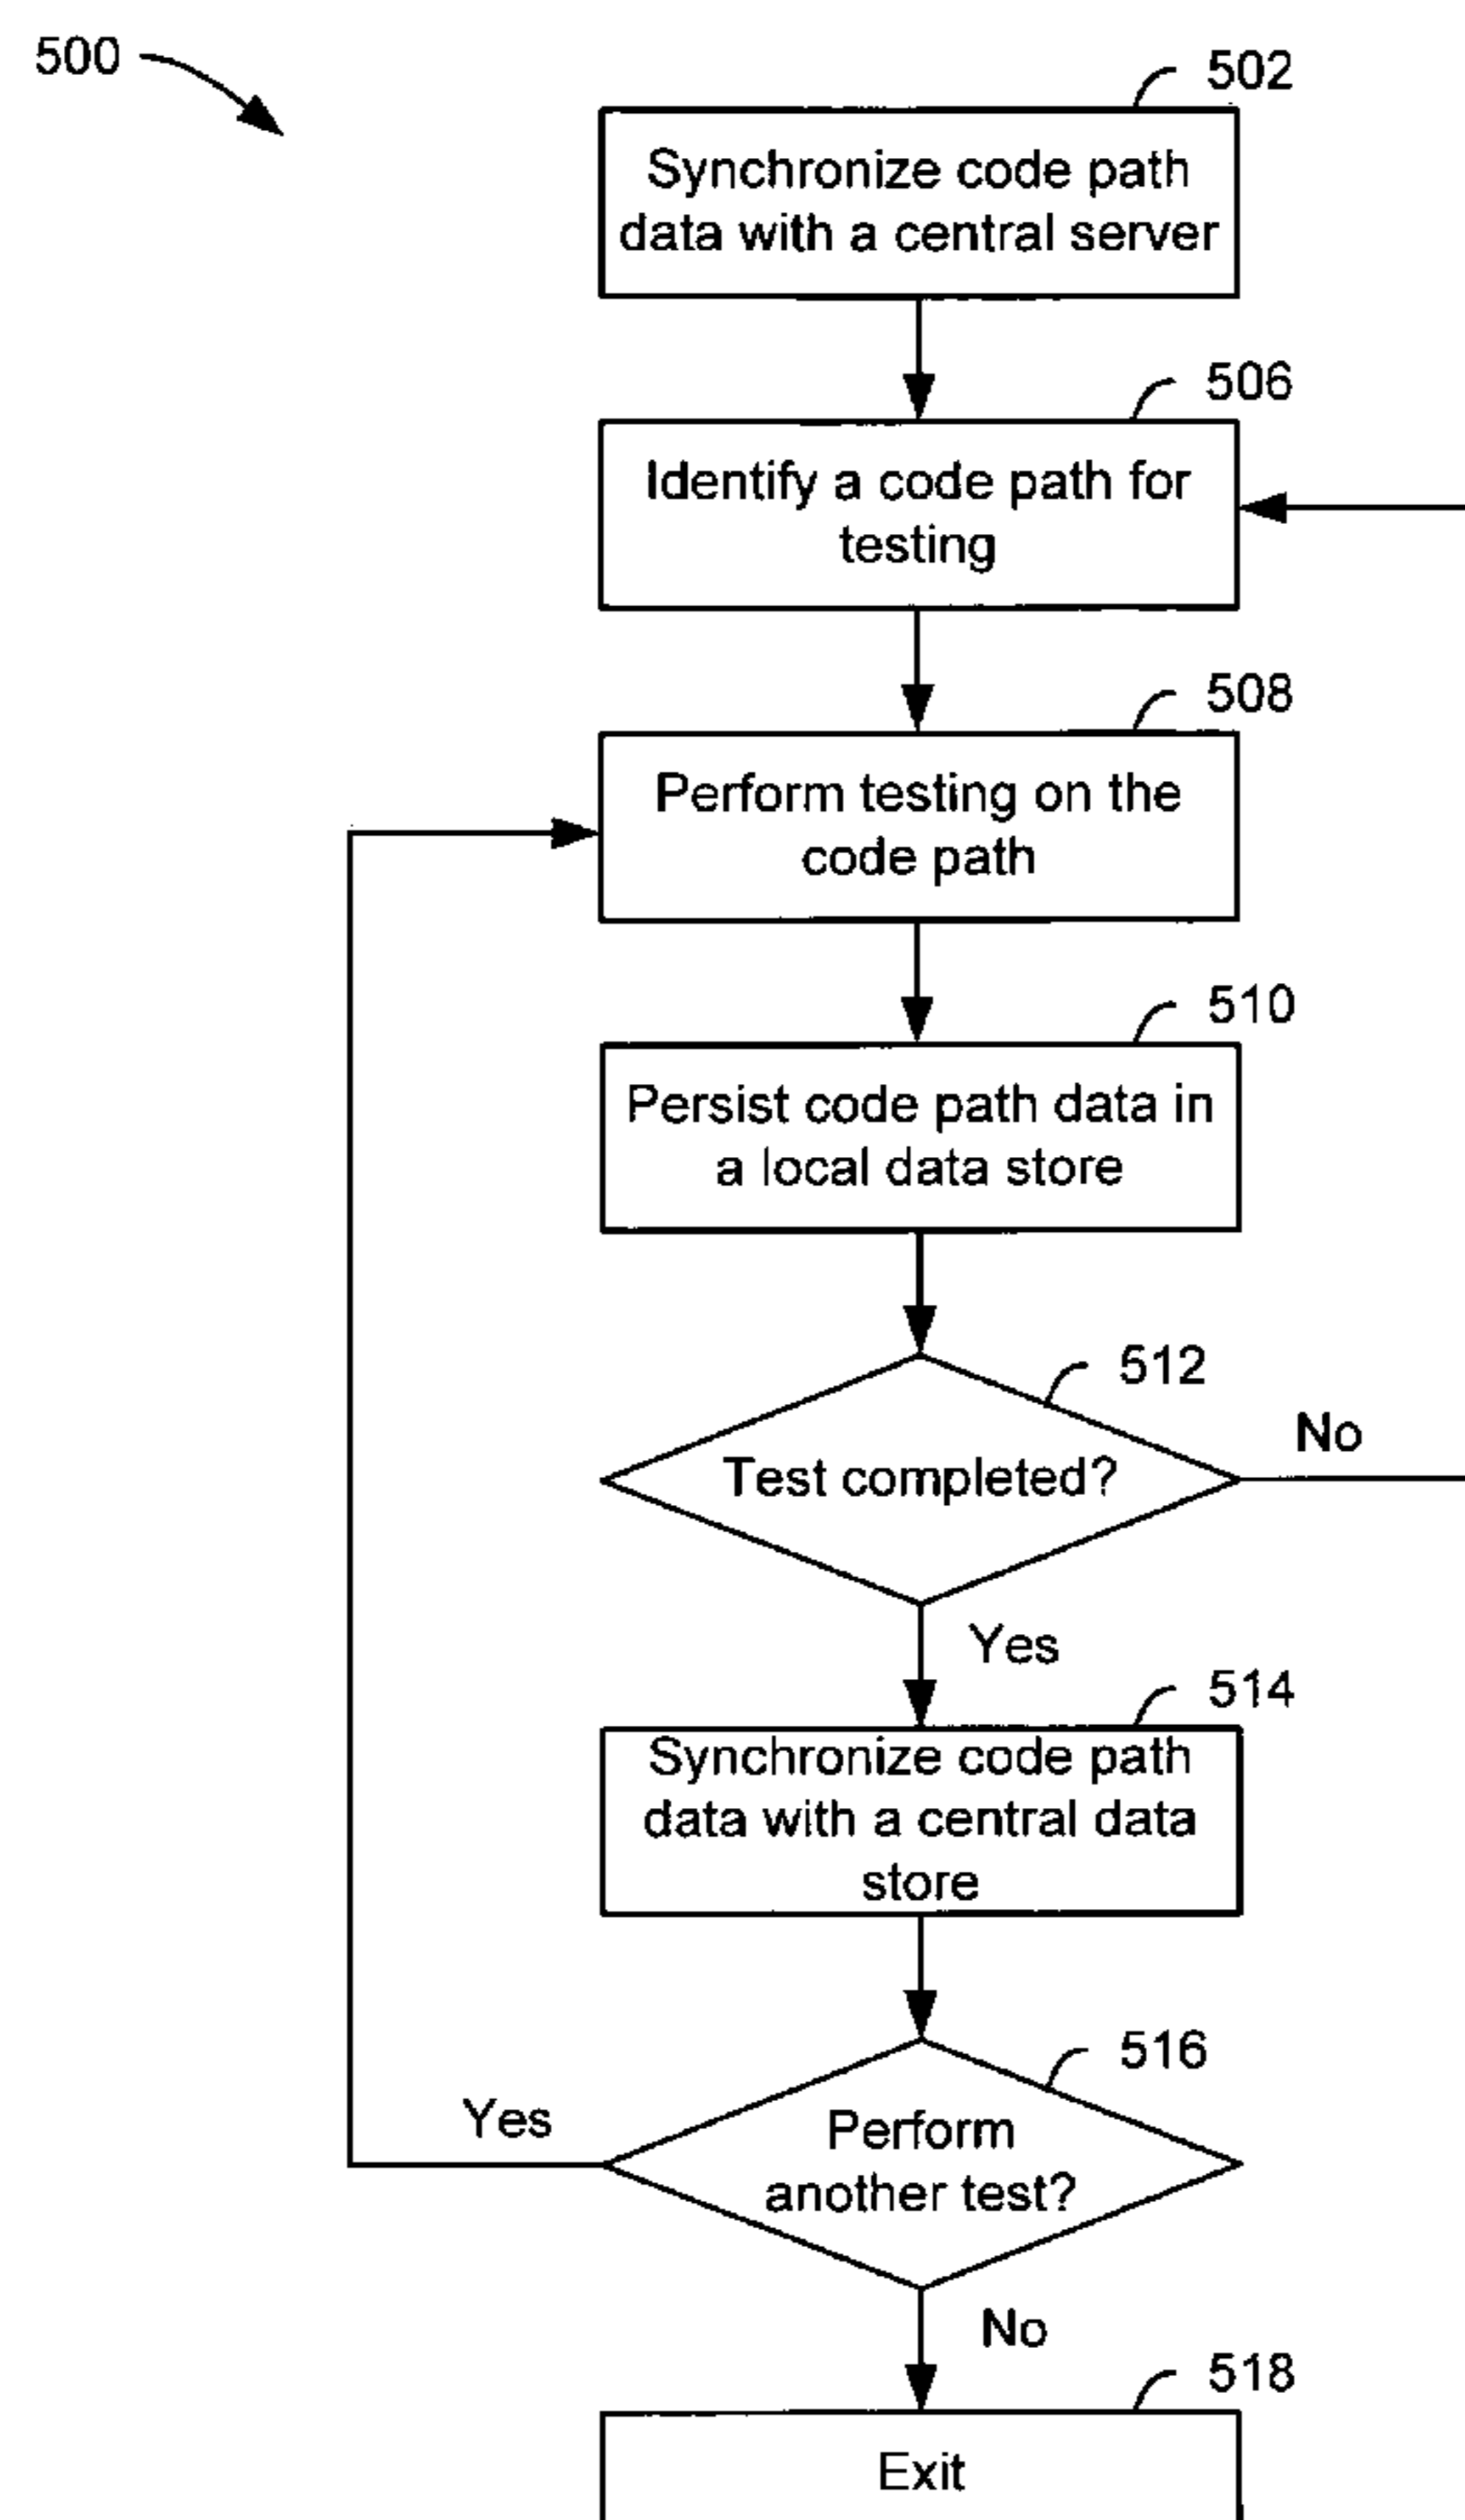 500
502
Synchronize code path
data with a central server
506
Identify a code path for
testing
508
Perform testing on the
code path
510
Persist code path data in
a local data store
512
Test completed?
No
Yes
514
Synchronize code path
data with a central data
store
516
Perform
another test?
Yes
No
518
Exit